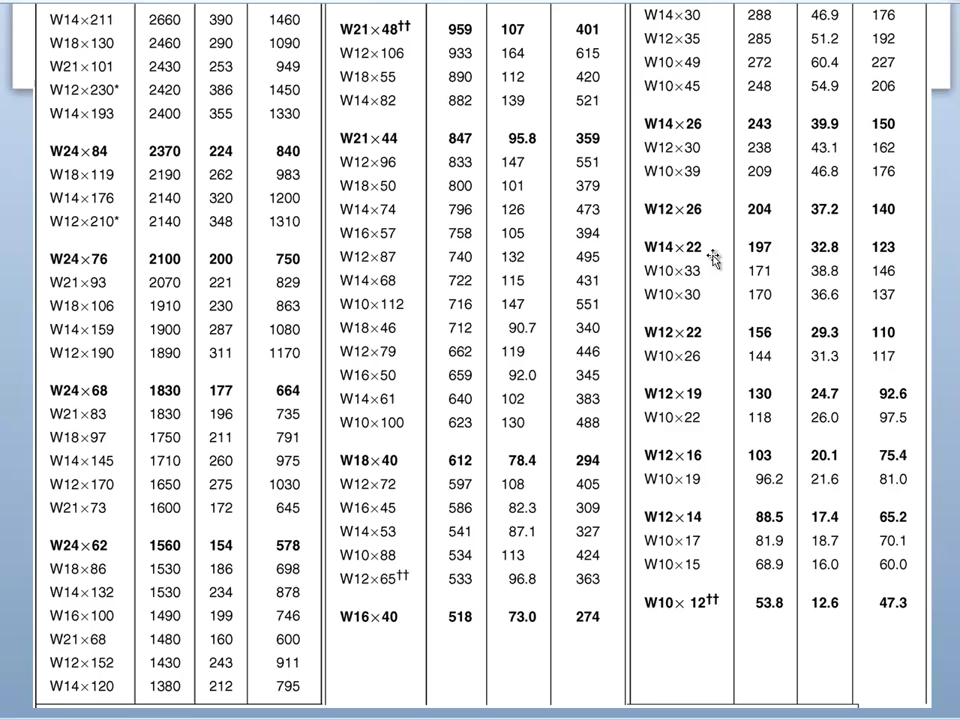 W14×211 2660 390 1460
W18×130 2460 290 1090
W21×101 2430 253 949
W12×230* 2420 386 1450
W14×193 2400 355 1330
W24×84 2370 224 840
W18×119 2190 262 983
W14×176 2140 320 1200
W12×210* 2140 348 1310
W24×76 2100 200 750
W21×93 2070 221 829
W18×106 1910 230 863
W14×159 1900 287 1080
W12×190 1890 311 1170
W24×68 1830 177 664
W21×83 1830 196 735
W18×97 1750 211 791
W14×145 1710 260 975
W12×170 1650 275 1030
W21×73 1600 172 645
W24×62 1560 154 578
W18×86 1530 186 698
W14×132 1530 234 878
W16×100 1490 199 746
W21×68 1480 160 600
W12×152 1430 243 911
W14×120 1380 212 795
W21×48†† 959 107 401
W12×106 933 164 615
W18×55 890 112 420
W14×82 882 139 521
W21×44 847 95.8 359
W12×96 833 147 551
W18×50 800 101 379
W14×74 796 126 473
W16×57 758 105 394
W12×87 740 132 495
W14×68 722 115 431
W10×112 716 147 551
W18×46 712 90.7 340
W12×79 662 119 446
W16×50 659 92.0 345
W14×61 640 102 383
W10×100 623 130 488
W18×40 612 78.4 294
W12×72 597 108 405
W16×45 586 82.3 309
W14×53 541 87.1 327
W10×88 534 113 424
W12×65†† 533 96.8 363
W16×40 518 73.0 274
W14×30 288 46.9 176
W12×35 285 51.2 192
W10×49 272 60.4 227
W10×45 248 54.9 206
W14×26 243 39.9 150
W12×30 238 43.1 162
W10×39 209 46.8 176
W12×26 204 37.2 140
W14×22 197 32.8 123
W10×33 171 38.8 146
W10×30 170 36.6 137
W12×22 156 29.3 110
W10×26 144 31.3 117
W12×19 130 24.7 92.6
W10×22 118 26.0 97.5
W12×16 103 20.1 75.4
W10×19 96.2 21.6 81.0
W12×14 88.5 17.4 65.2
W10×17 81.9 18.7 70.1
W10×15 68.9 16.0 60.0
W10× 12†† 53.8 12.6 47.3